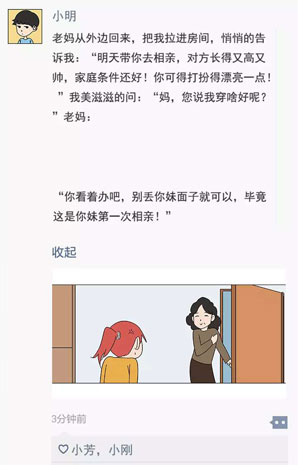 小明
老妈从外边回来，把我拉进房间，悄悄的告
诉我：“明天带你去相亲，对方长得又高又
帅，家庭条件还好！你可得打扮得漂亮一点！
”我美滋滋的问：“妈，您说我穿啥好呢？
”老妈：
“你看着办吧，别丢你妹面子就可以，毕竟
这是你妹第一次相亲！”
收起
3分钟前
小芳，小刚